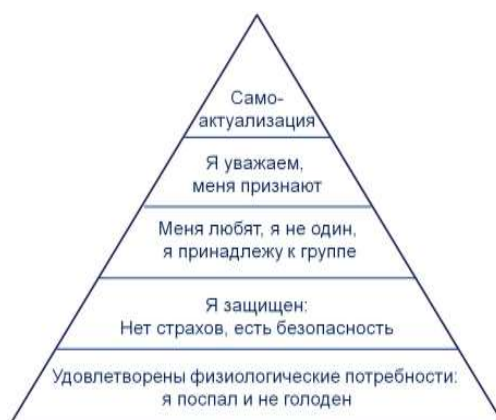 Само-
актуализация
Я уважаем,
меня признают
Меня любят, я не один,
я принадлежу к группе
Я защищен:
Нет страхов, есть безопасность
Удовлетворены физиологические потребности:
я поспал и не голоден